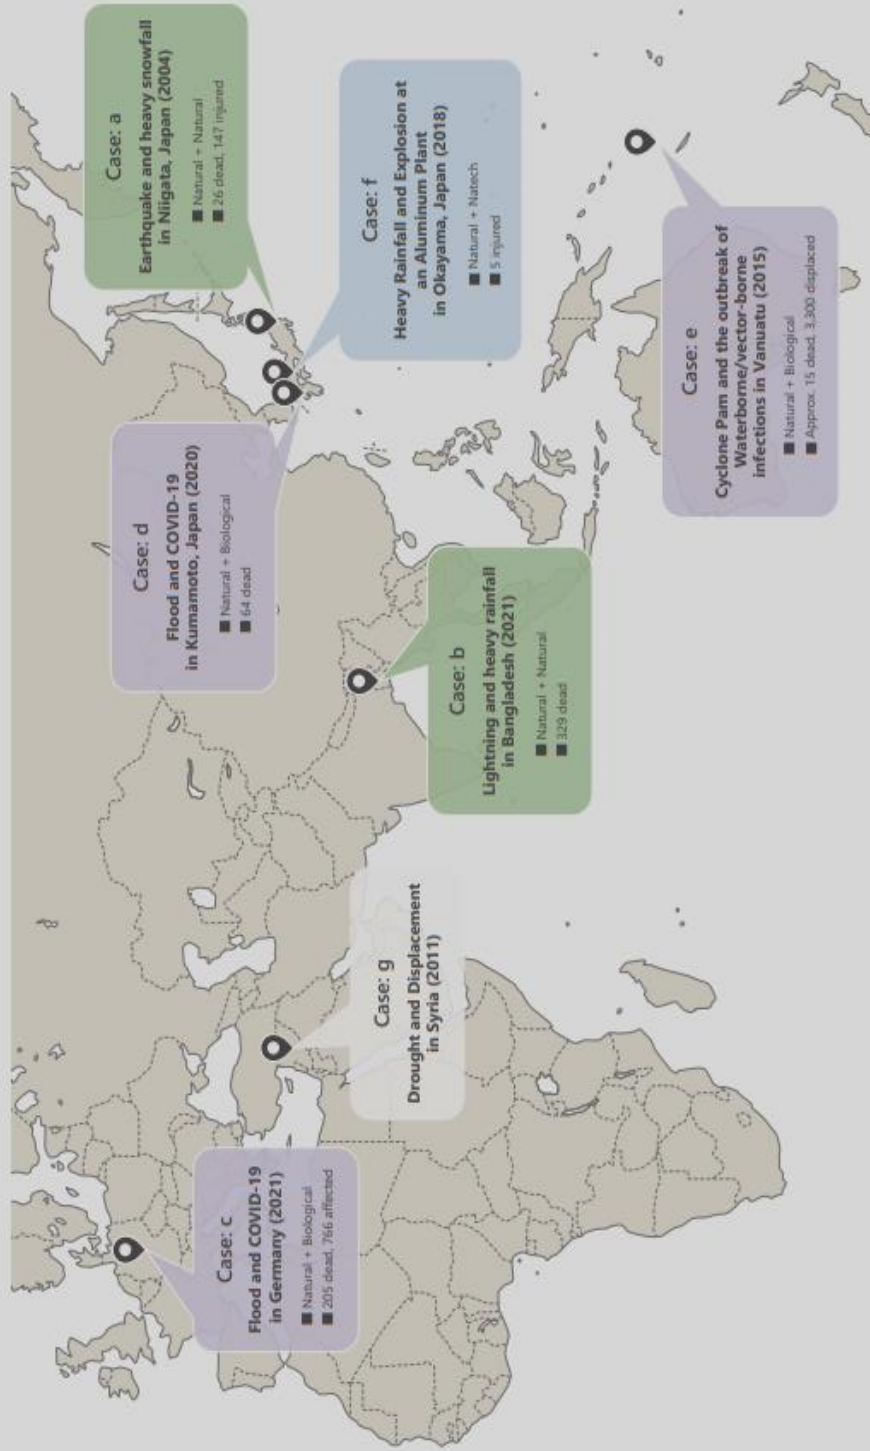 Case: a
Earthquake and heavy snowfall
in Niigata, Japan (2004)
■ Natural + Natural
■ 26 dead, 147 injured
Case: f
Heavy Rainfall and Explosion at
an Aluminum Plant
in Okayama, Japan (2018)
■ Natural + Natech
■ 5 injured
Case: d
Flood and COVID-19
in Kumamoto, Japan (2020)
■ Natural + Biological
■ 64 dead
Case: e
Cyclone Pam and the outbreak of
Waterborne/vector-borne
infections in Vanuatu (2015)
■ Natural + Biological
■ Approx. 15 dead, 3,300 displaced
Case: b
Lightning and heavy rainfall
in Bangladesh (2021)
■ Natural + Natural
■ 329 dead
Case: g
Drought and Displacement
in Syria (2011)
Case: c
Flood and COVID-19
in Germany (2021)
■ Natural + Biological
■ 205 dead, 766 affected